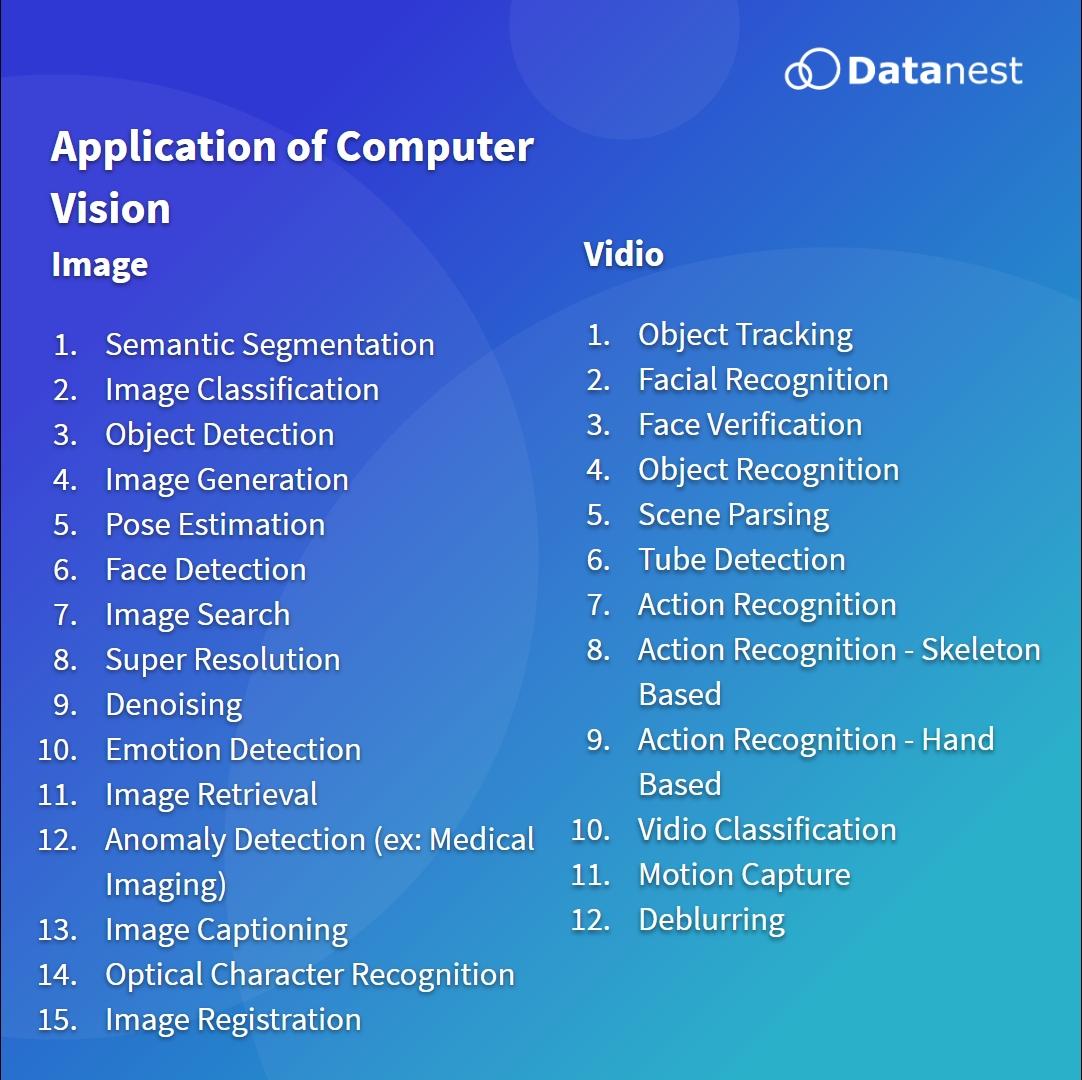 Datanest
Application of Computer
Vision
Image
1. Semantic Segmentation
2. Image Classification
3. Object Detection
4. Image Generation
5. Pose Estimation
6. Face Detection
7. Image Search
8. Super Resolution
9. Denoising
10. Emotion Detection
11. Image Retrieval
12. Anomaly Detection (ex: Medical
Imaging)
13. Image Captioning
14. Optical Character Recognition
15. Image Registration
Vidio
1. Object Tracking
2. Facial Recognition
3. Face Verification
4. Object Recognition
5. Scene Parsing
6. Tube Detection
7. Action Recognition
8. Action Recognition - Skeleton
Based
9. Action Recognition - Hand
Based
10. Vidio Classification
11. Motion Capture
12. Deblurring